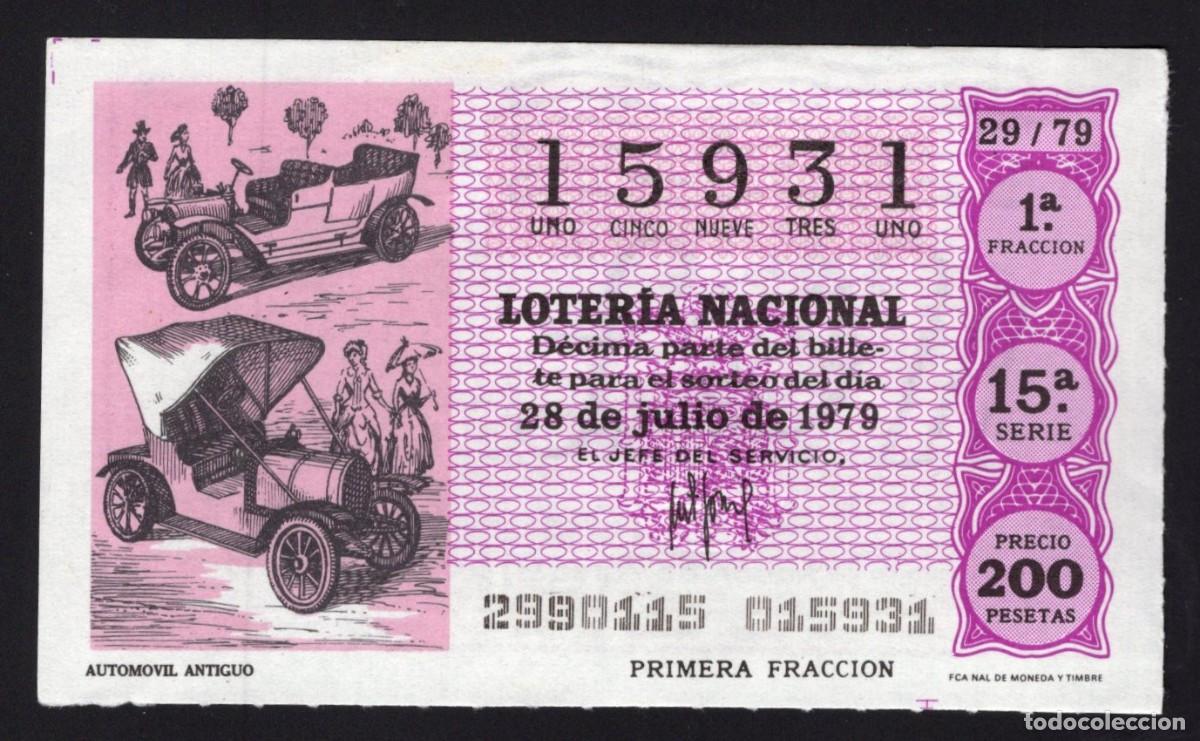 29 / 79
15931
UNO CINCO NUEVE TRES UNO
1ª.
FRACCION
LOTERÍA NACIONAL
Décima parte del bille-
te para el sorteo del día
28 de julio de 1979
EL JEFE DEL SERVICIO,
15ª.
SERIE
PRECIO
200
PESETAS
2990115 015931
AUTOMOVIL ANTIGUO
PRIMERA FRACCION
FCA NAL DE MONEDA Y TIMBRE
todocoleccion